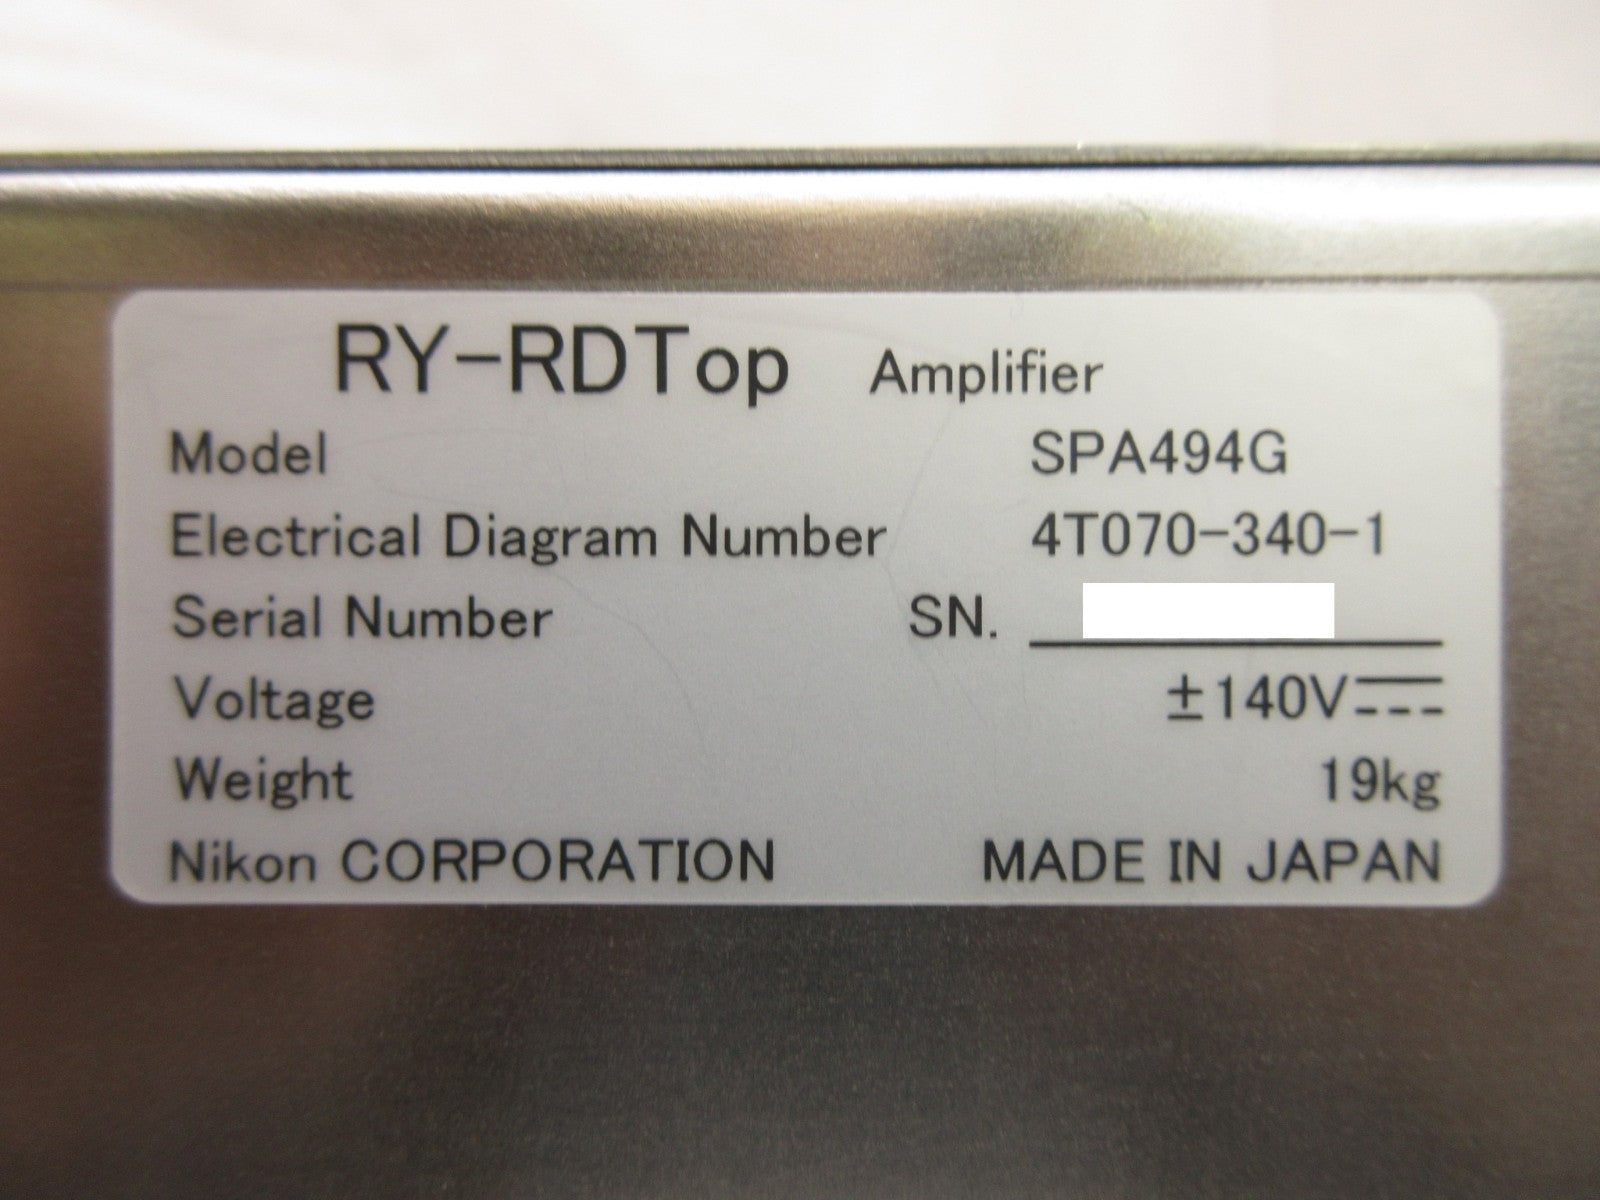 RY-RDTop Amplifier
Model SPA494G
Electrical Diagram Number 4T070-340-1
Serial Number SN.
Voltage ±140V⎓
Weight 19kg
Nikon CORPORATION MADE IN JAPAN